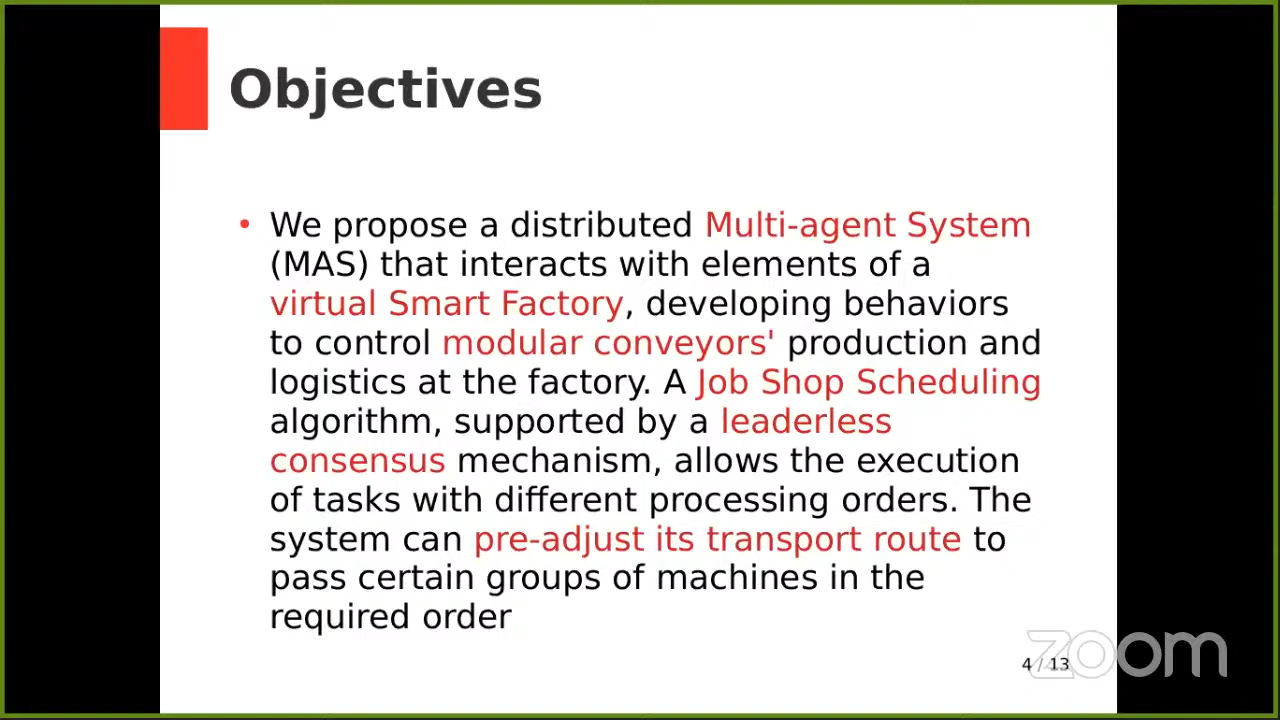 Objectives
• We propose a distributed Multi-agent System
(MAS) that interacts with elements of a
virtual Smart Factory, developing behaviors
to control modular conveyors' production and
logistics at the factory. A Job Shop Scheduling
algorithm, supported by a leaderless
consensus mechanism, allows the execution
of tasks with different processing orders. The
system can pre-adjust its transport route to
pass certain groups of machines in the
required order
4 / 13
zoom